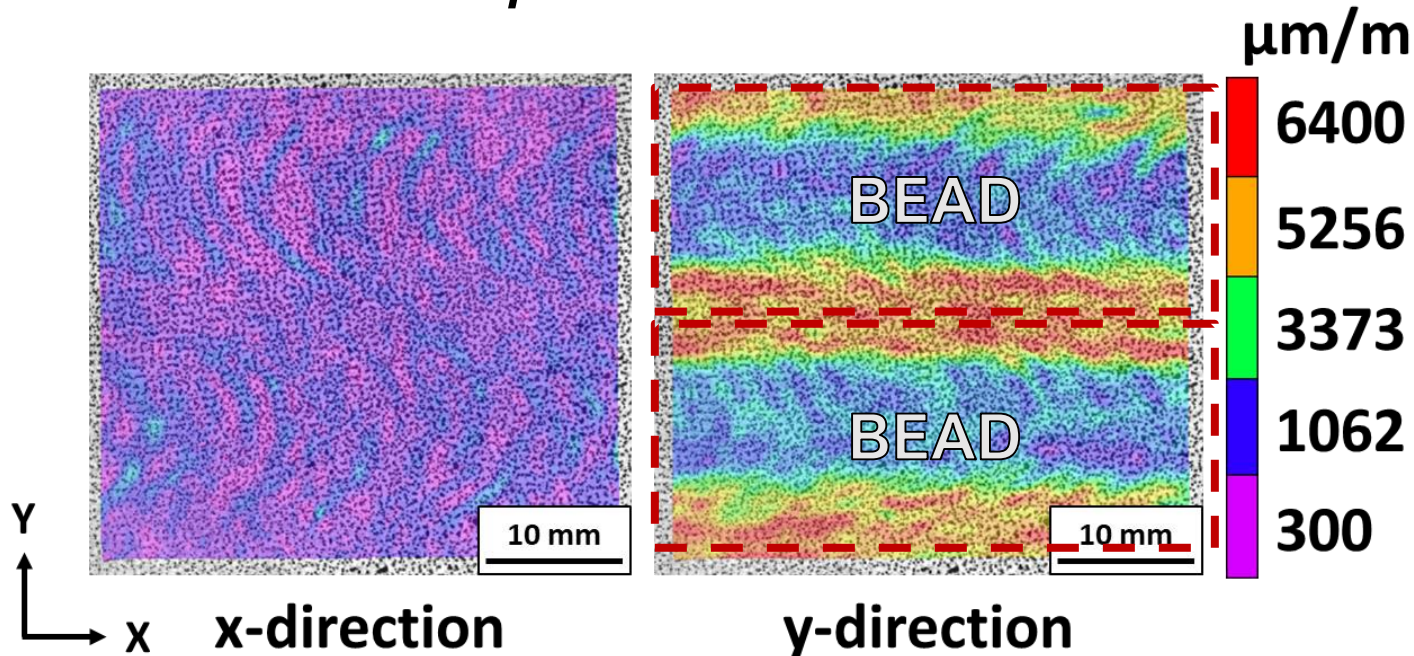 μm/m
6400
5256
3373
1062
300
BEAD
BEAD
10 mm
10 mm
Y
X
x-direction
y-direction